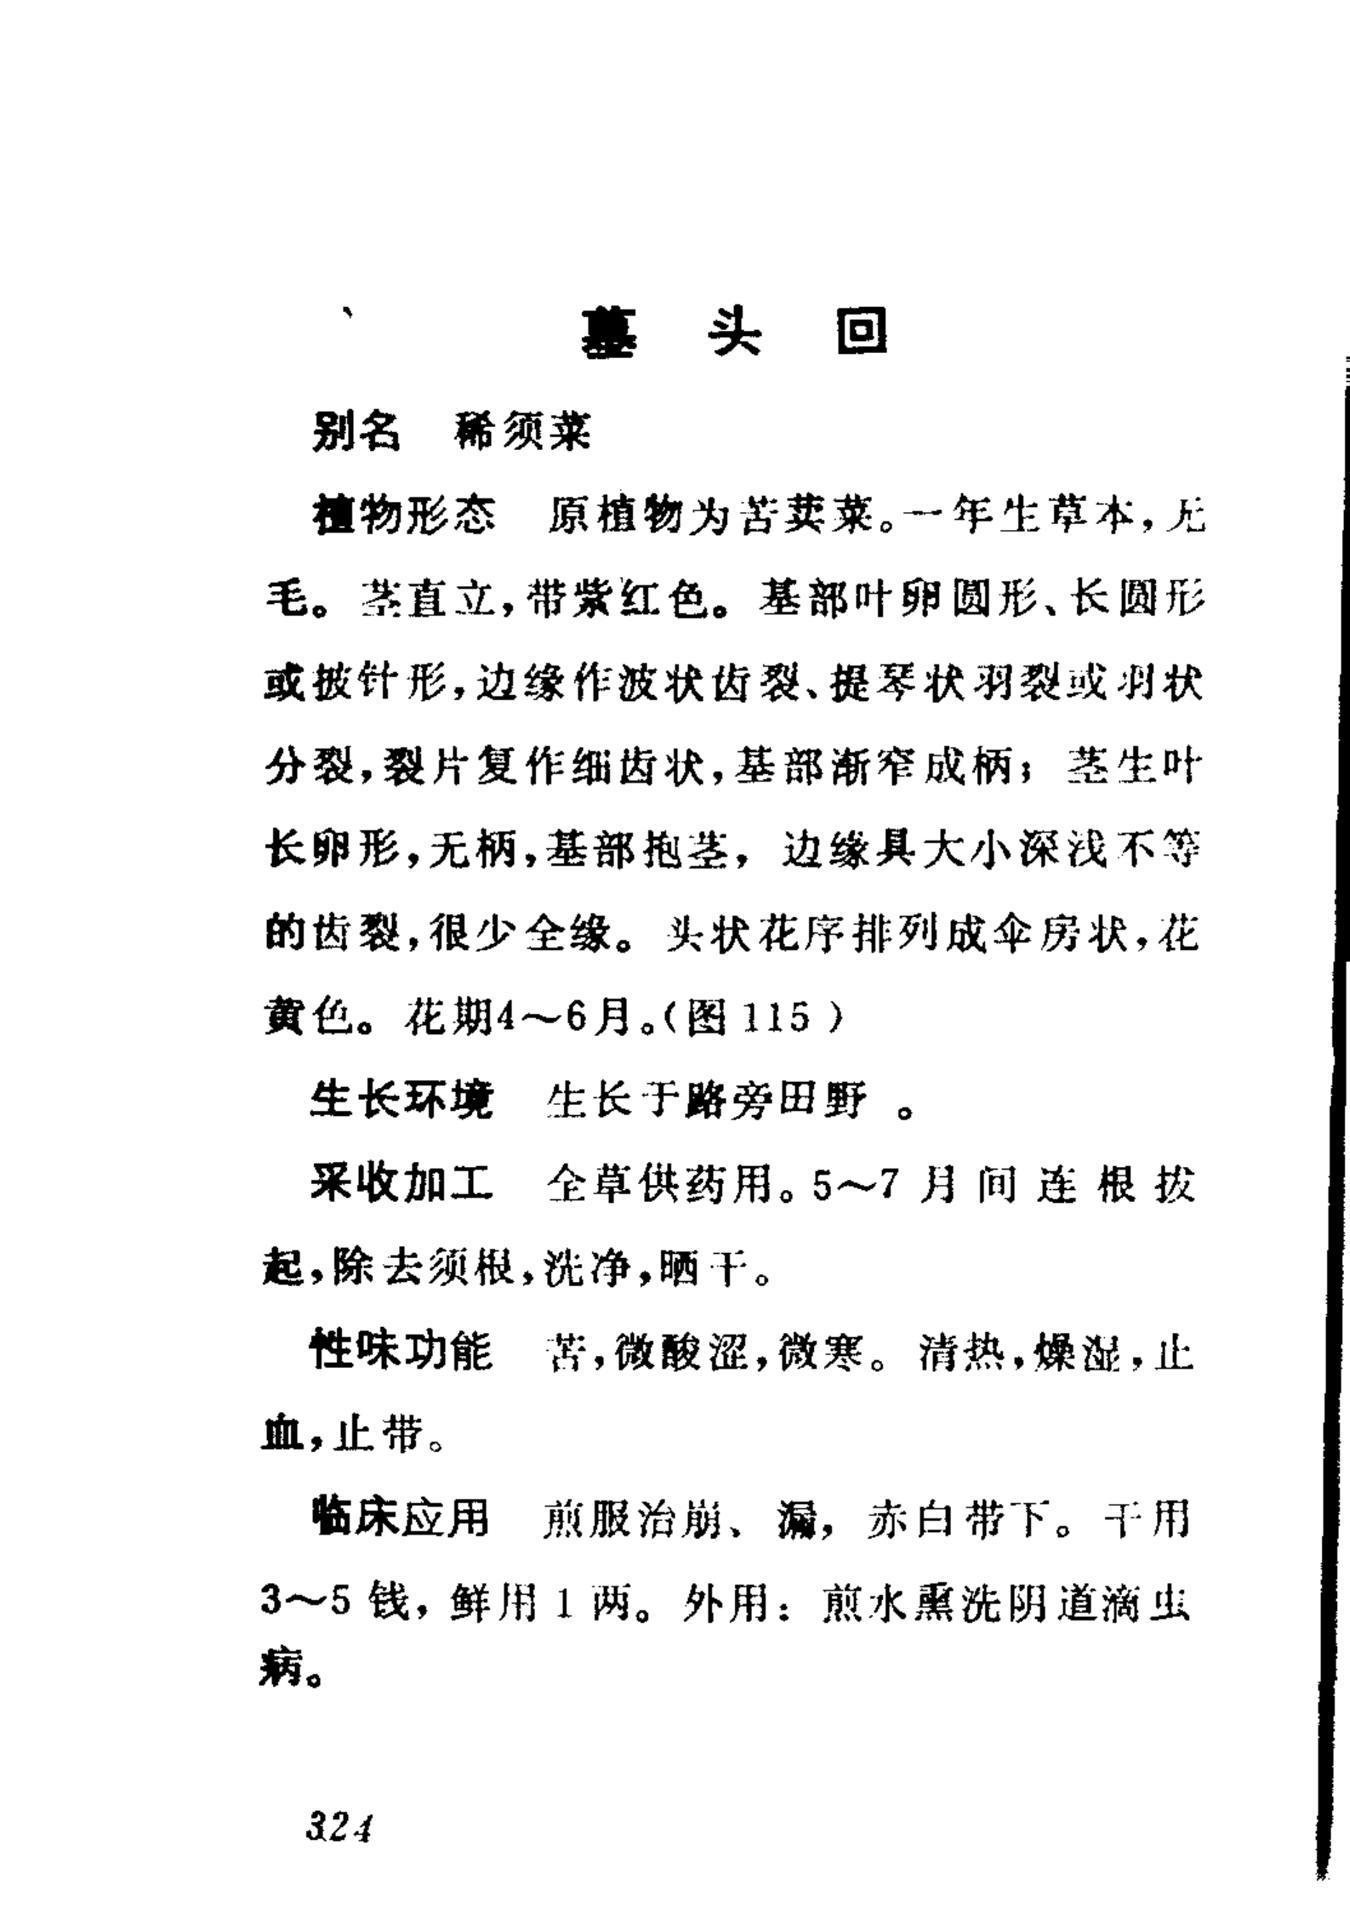 墓头回
别名 稀须菜
植物形态 原植物为苦荬菜。一年生草本，无
毛。茎直立，带紫红色。基部叶卵圆形、长圆形
或披针形，边缘作波状齿裂、提琴状羽裂或羽状
分裂，裂片复作细齿状，基部渐窄成柄；茎生叶
长卵形，无柄，基部抱茎，边缘具大小深浅不等
的齿裂，很少全缘。头状花序排列成伞房状，花
黄色。花期4～6月。（图115）
生长环境 生长于路旁田野。
采收加工 全草供药用。5～7月间连根拔
起，除去须根，洗净，晒干。
性味功能 苦，微酸涩，微寒。清热，燥湿，止
血，止带。
临床应用 煎服治崩、漏，赤白带下。干用
3～5钱，鲜用1两。外用：煎水熏洗阴道滴虫
病。
324